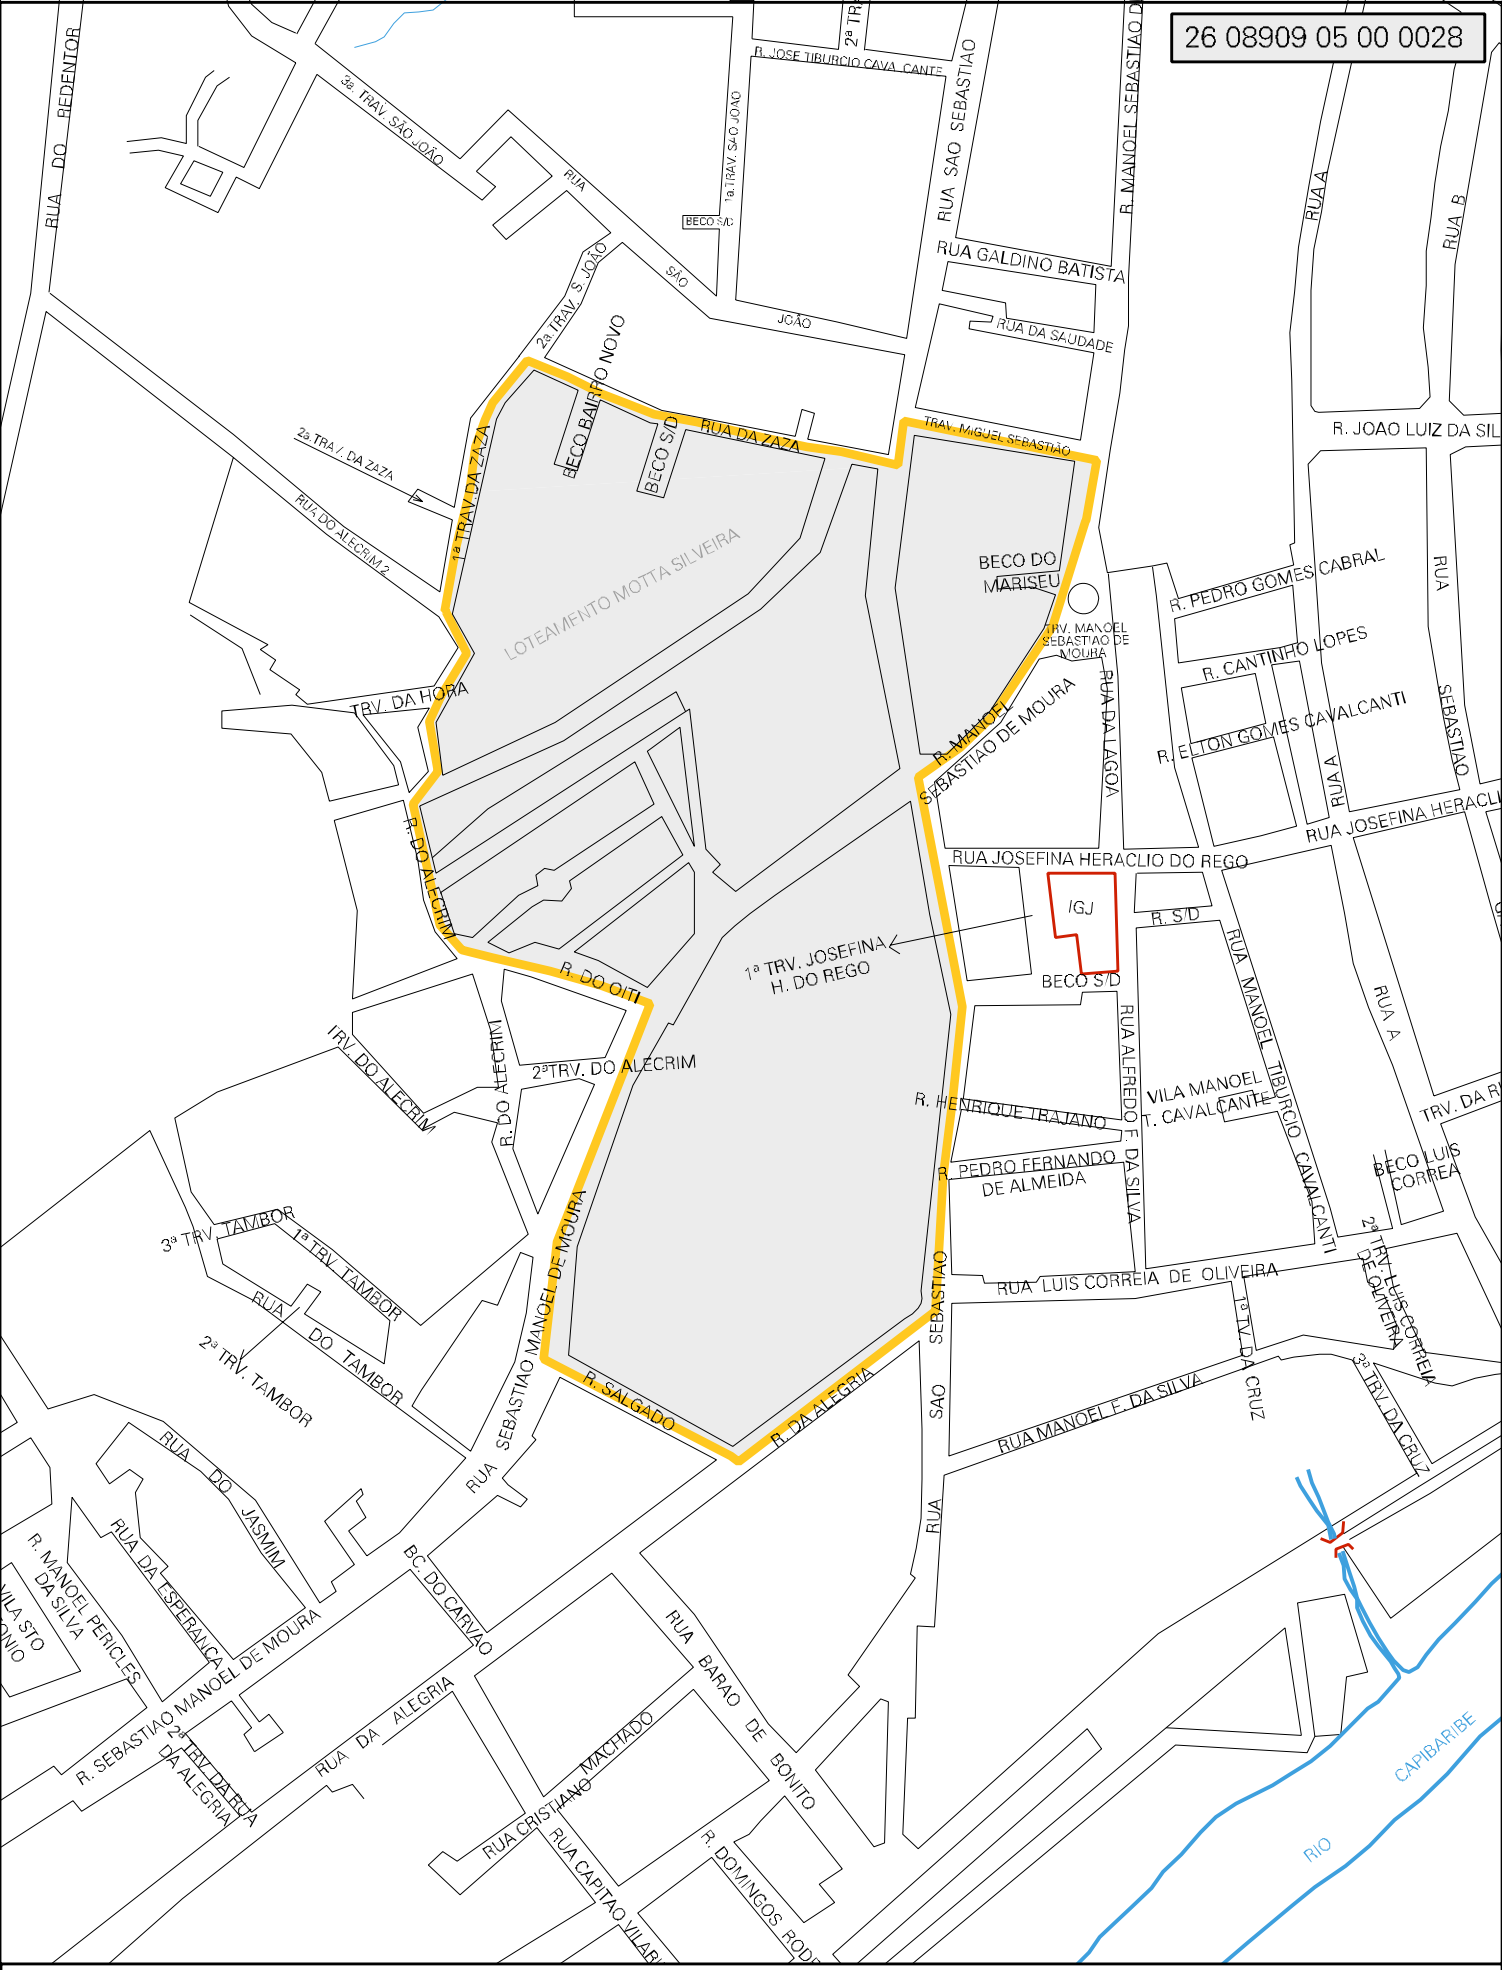 26 08909 05 00 0028
RUA DO REDENTOR
3a. TRAV. SÃO JOÃO
RUA SÃO JOÃO
R. JOSE TIBURCIO CAVA CANTE
1a.TRAV. SAO JOAO
BECO S/D
RUA SAO SEBASTIAO
R. MANOEL SEBASTIAO D
RUA A
RUA B
RUA GALDINO BATISTA
RUA DA SAUDADE
2a. TRAV. S. JOÃO
BECO BAIRRO NOVO
BECO S/D
RUA DA ZAZA
TRAV. MIGUEL SEBASTIÃO
R. JOAO LUIZ DA SIL
1ª TRAV.DA ZAZA
2a. TRA / . DA ZAZA
RUA DO ALECRIM 2
LOTEAMENTO MOTTA SILVEIRA
BECO DO
MARISEU
TRV. MANOEL
SEBASTIAO DE
MOURA
R. PEDRO GOMES CABRAL
R. CANTINHO LOPES
R. ELTON GOMES CAVALCANTI
RUA SEBASTIAO
RUA A
TRV. DA HORA
R. MANOEL
SEBASTIAO DE MOURA
RUA DA LAGOA
RUA JOSEFINA HERACLI
RUA JOSEFINA HERACLIO DO REGO
R. DO ALECRIM
IGJ
R. S/D
1ª TRV. JOSEFINA
H. DO REGO
BECO S/D
R. DO OITI
RUA MANOEL TIBURCIO CAVALCANTI
RUA A
TRV. DO ALECRIM
R. DO ALECRIM
2ªTRV. DO ALECRIM
RUA ALFREDO F. DA SILVA
VILA MANOEL
T. CAVALCANTE
R. HENRIQUE TRAJANO
TRV. DA R
R. PEDRO FERNANDO
DE ALMEIDA
BECO LUIS
CORREA
3ª TRV. TAMBOR
1ª TRV. TAMBOR
RUA DO TAMBOR
2ª TRV. TAMBOR
RUA SEBASTIAO MANOEL DE MOURA
RUA SAO SEBASTIAO
RUA LUIS CORREIA DE OLIVEIRA
2ª TRV. LUIS CORREIA
DE OLIVEIRA
1ª TV. DA CRUZ
3ª TRV. DA CRUZ
R. SALGADO
R. DA ALEGRIA
RUA MANOEL F. DA SILVA
RUA DO JASMIM
RUA DA ESPERANCA
R. MANOEL PERICLES
DA SILVA
VILA STO
ONIO
BC. DO CARVAO
R. SEBASTIAO MANOEL DE MOURA
2ª TRV. DA RUA
DA ALEGRIA
RUA DA ALEGRIA
RUA BARAO DE BONITO
RUA CRISTIANO MACHADO
RUA CAPITAO VILAR
R. DOMINGOS RODR
RIO CAPIBARIBE